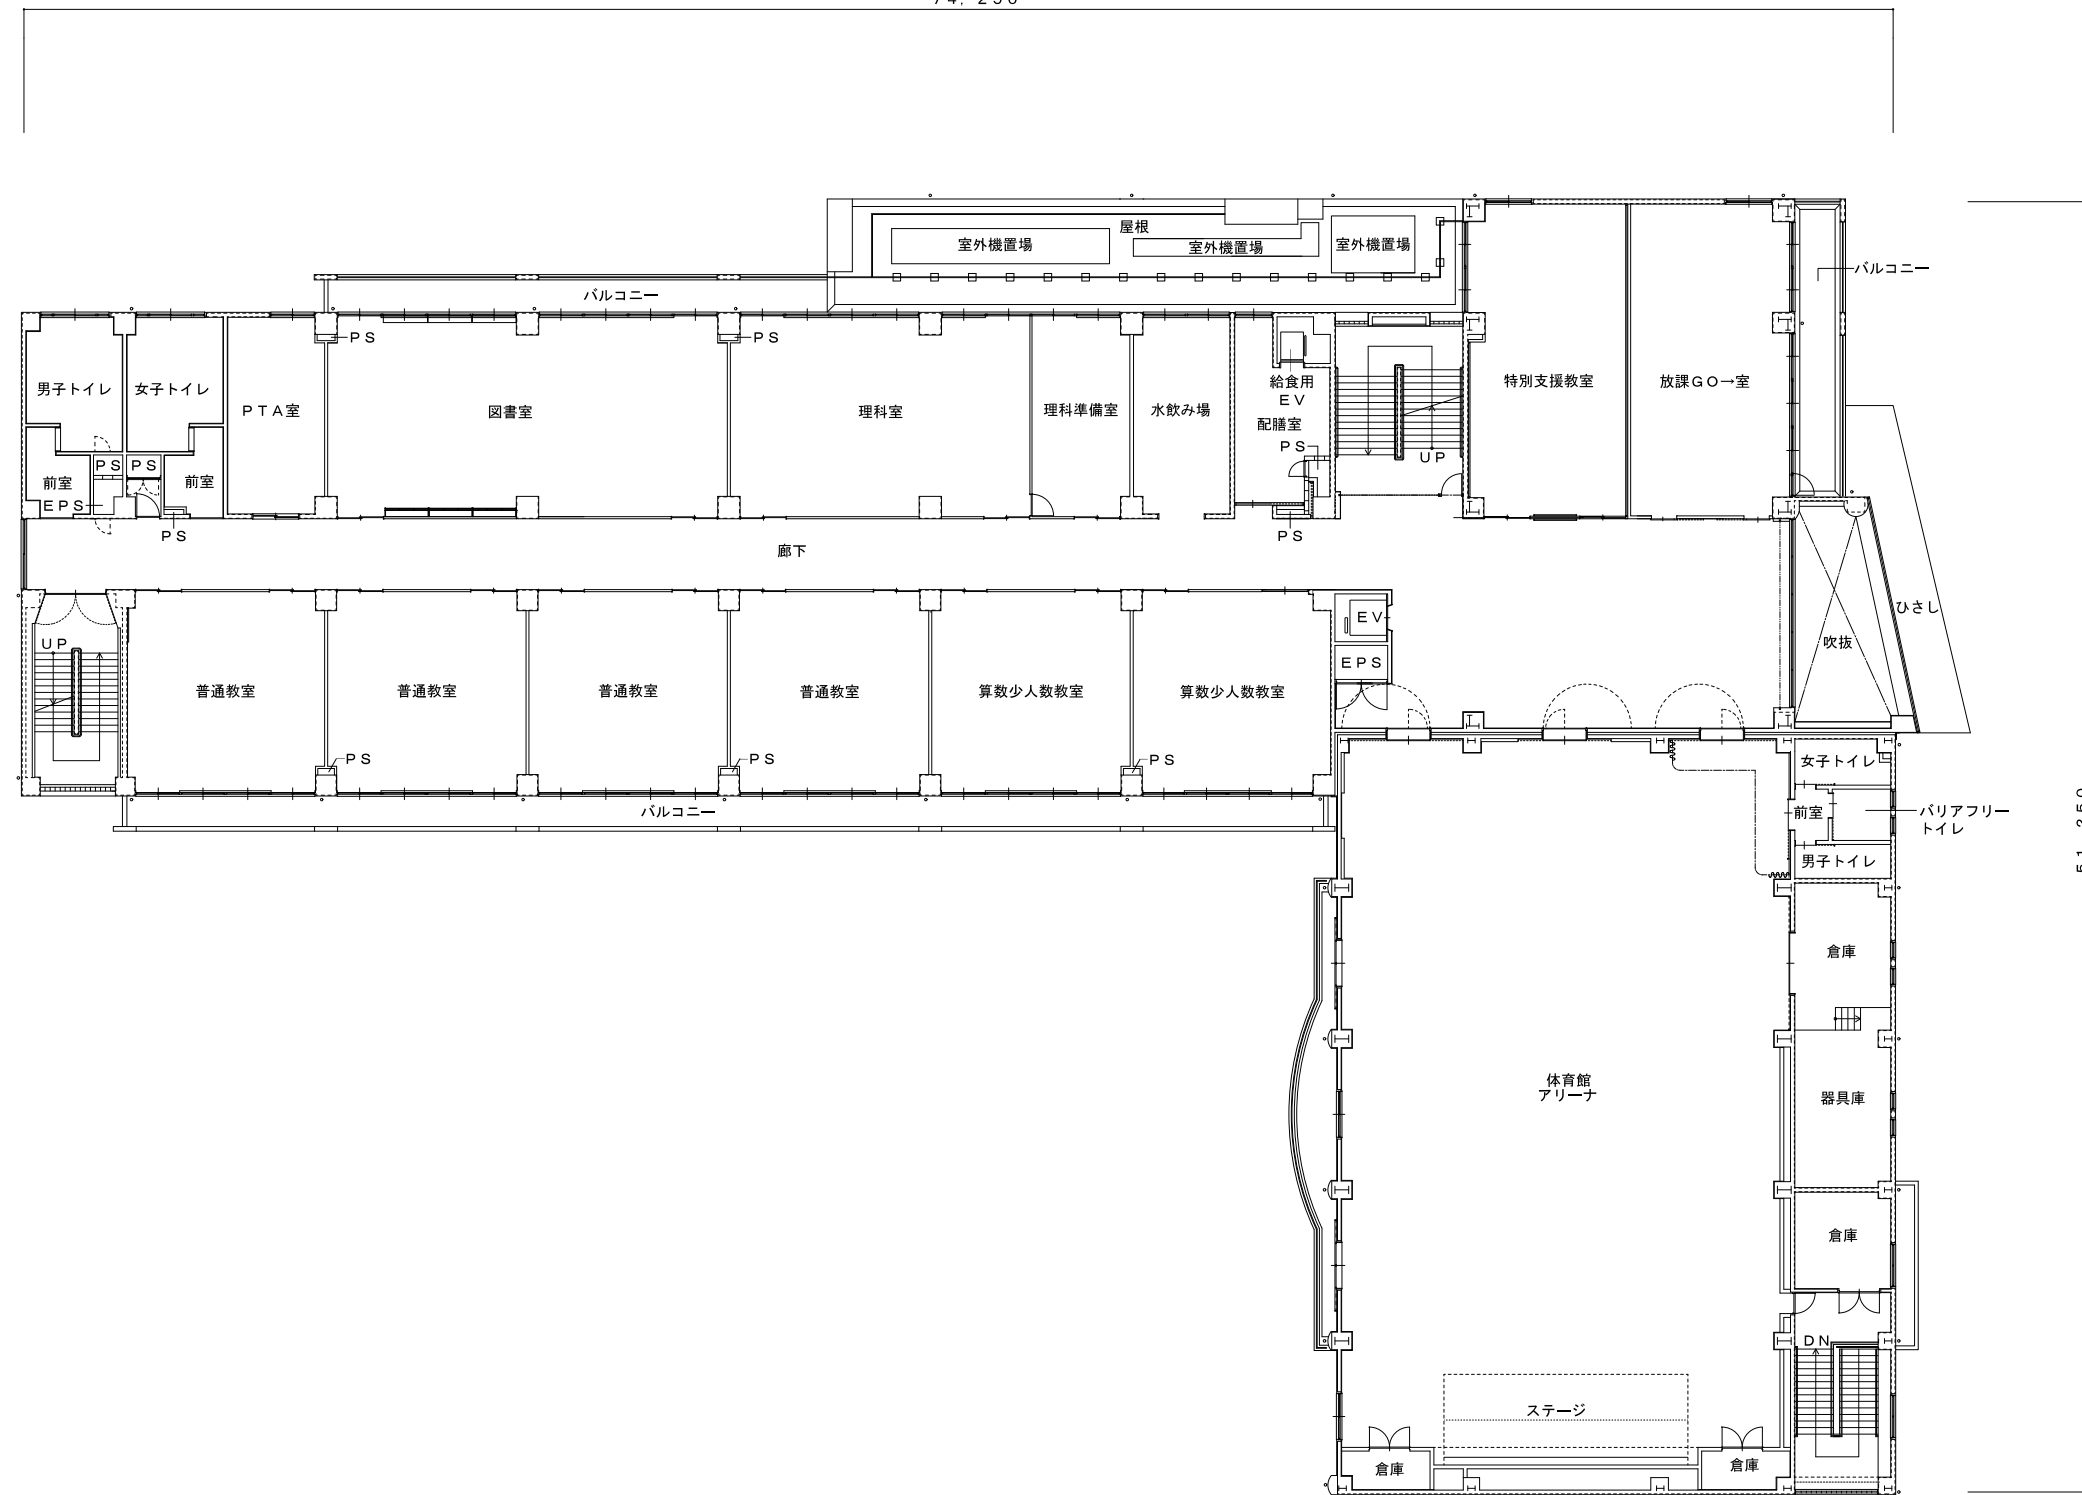 屋根
室外機置場
室外機置場
室外機置場
バルコニー
バルコニー
PS
PS
男子トイレ
女子トイレ
PTA室
図書室
理科室
理科準備室
水飲み場
給食用
EV
配膳室
PS
UP
特別支援教室
放課GO→室
PS
PS
前室
前室
EPS
PS
PS
廊下
ひさし
吹抜
UP
EV
EPS
普通教室
普通教室
普通教室
普通教室
算数少人数教室
算数少人数教室
PS
PS
PS
バルコニー
女子トイレ
前室
バリアフリー
トイレ
男子トイレ
倉庫
体育館
アリーナ
器具庫
倉庫
DN
ステージ
倉庫
倉庫